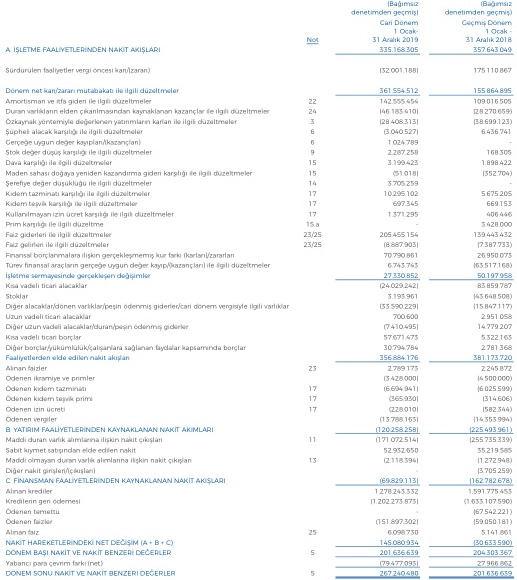 (Bağımsız (Bağımsız
denetimden geçmiş) denetimden geçmiş)
Cari Dönem Geçmiş Dönem
1 Ocak- 1 Ocak -
Not 31 Aralık 2019 31 Aralık 2018
A. İŞLETME FAALİYETLERİNDEN NAKİT AKIŞLARI 335.168.305 357.643.049
Sürdürülen faaliyetler vergi öncesi karı/(zararı) (32.001.188) 175.110.867
Dönem net karı/zararı mutabakatı ile ilgili düzeltmeler 361.554.512 155.864.895
Amortisman ve itfa gideri ile ilgili düzeltmeler 22 142.555.454 109.016.505
Duran varlıkların elden çıkarılmasından kaynaklanan kazançlar ile ilgili düzeltmeler 24 (46.183.410) (28.270.659)
Özkaynak yöntemiyle değerlenen yatırımların karları ile ilgili düzeltmeler 3 (28.408.313) (38.699.123)
Şüpheli alacak karşılığı ile ilgili düzeltmeler 6 (3.040.527) 6.436.741
Gerçeğe uygun değer kayıpları/(kazançları) 6 1.024.789 -
Stok değer düşüş karşılığı ile ilgili düzeltmeler 9 2.287.258 168.305
Dava karşılığı ile ilgili düzeltmeler 15 3.199.423 1.898.422
Maden sahası doğaya yeniden kazandırma gideri karşılığı ile ilgili düzeltmeler 15 (51.018) (352.704)
Şerefiye değer düşüklüğü ile ilgili düzeltmeler 14 3.705.259 -
Kıdem tazminatı karşılığı ile ilgili düzeltmeler 17 10.295.102 5.675.205
Kıdem teşvik karşılığı ile ilgili düzeltmeler 17 697.345 669.153
Kullanılmayan izin ücret karşılığı ile ilgili düzeltmeler 17 1.371.295 406.446
Prim karşılığı ile ilgili düzeltme 15.a - 3.428.000
Faiz giderleri ile ilgili düzeltmeler 23/25 205.455.154 139.443.432
Faiz gelirleri ile ilgili düzeltmeler 23/25 (8.887.903) (7.387.733)
Finansal borçlanmalara ilişkin gerçekleşmemiş kur farkı (karları)/zararları 70.790.861 26.950.073
Türev finansal araçların gerçeğe uygun değer kayıp/(kazançları) ile ilgili düzeltmeler 6.743.743 (63.517.168)
İşletme sermayesinde gerçekleşen değişimler 27.330.852 50.197.958
Kısa vadeli ticari alacaklar (24.029.242) 83.859.787
Stoklar 3.193.961 (43.648.508)
Diğer alacaklar/dönen varlıklar/peşin ödenmiş giderler/cari dönem vergisiyle ilgili varlıklar (33.590.229) (15.847.117)
Uzun vadeli ticari alacaklar 700.600 2.951.058
Diğer uzun vadeli alacaklar/duran/peşin ödenmiş giderler (7.410.495) 14.779.207
Kısa vadeli ticari borçlar 57.671.473 5.322.163
Diğer borçlar/yükümlülük/çalışanlara sağlanan faydalar kapsamında borçlar 30.794.784 2.781.368
Faaliyetlerden elde edilen nakit akışları 356.884.176 381.173.720
Alınan faizler 23 2.789.173 2.245.872
Ödenen ikramiye ve primler (3.428.000) (4.500.000)
Ödenen kıdem tazminatı 17 (6.694.941) (6.025.599)
Ödenen kıdem teşvik primi 17 (365.930) (314.606)
Ödenen izin ücreti 17 (228.010) (582.344)
Ödenen vergiler (13.788.163) (14.353.994)
B. YATIRIM FAALİYETLERİNDEN KAYNAKLANAN NAKİT AKIMLARI (120.258.258) (225.493.961)
Maddi duran varlık alımlarına ilişkin nakit çıkışları 11 (171.072.514) (255.735.339)
Sabit kıymet satışından elde edilen nakit 52.932.650 35.219.585
Maddi olmayan duran varlık alımlarına ilişkin nakit çıkışları 13 (2.118.394) (1.272.948)
Diğer nakit girişleri/(çıkışları) - (3.705.259)
C. FİNANSMAN FAALİYETLERİNDEN KAYNAKLANAN NAKİT AKIŞLARI (69.829.113) (162.782.678)
Alınan krediler 1.278.243.332 1.591.775.453
Kredilerin geri ödemesi (1.202.273.873) (1.633.107.590)
Ödenen temettü - (67.542.221)
Ödenen faizler (151.897.302) (59.050.181)
Alınan faiz 25 6.098.730 5.141.861
NAKİT HAREKETLERİNDEKİ NET DEĞİŞİM (A + B + C) 145.080.934 (30.633.590)
DÖNEM BAŞI NAKİT VE NAKİT BENZERİ DEĞERLER 5 201.636.639 204.303.367
Yabancı para çevrim farkı (net) (79.477.093) 27.966.862
DÖNEM SONU NAKİT VE NAKİT BENZERİ DEĞERLER 5 267.240.480 201.636.639